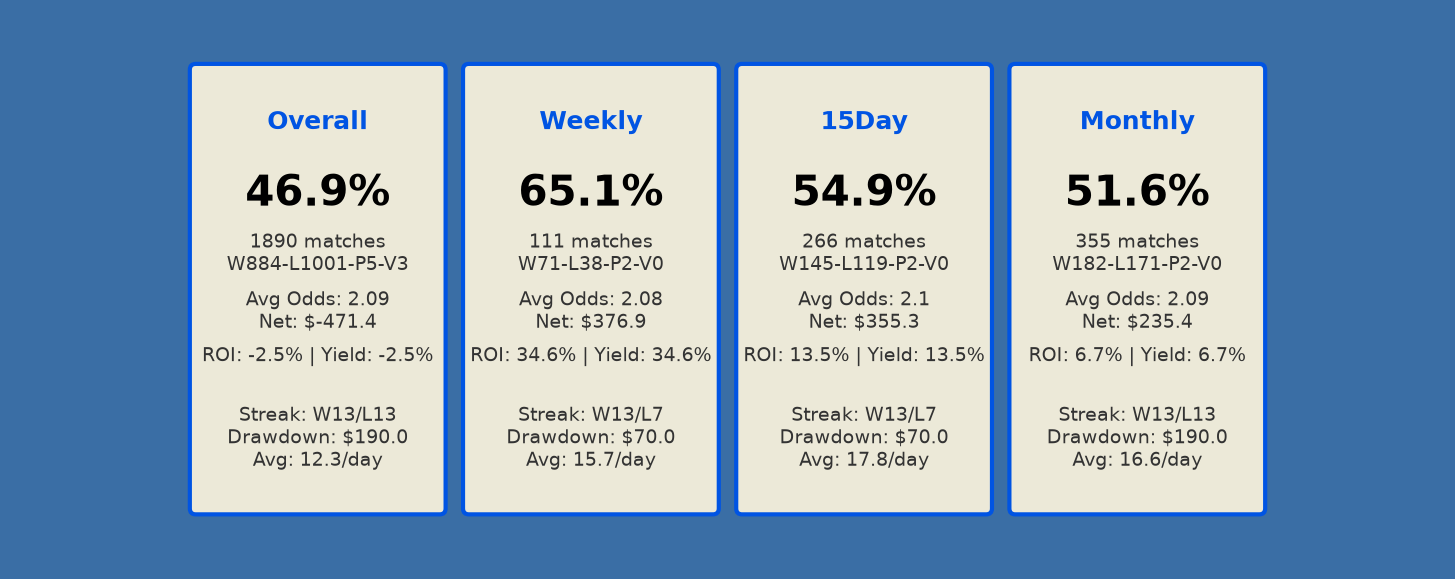 Overall
46.9%
1890 matches
W884-L1001-P5-V3
Avg Odds: 2.09
Net: $-471.4
ROI: -2.5% | Yield: -2.5%
Streak: W13/L13
Drawdown: $190.0
Avg: 12.3/day
Weekly
65.1%
111 matches
W71-L38-P2-V0
Avg Odds: 2.08
Net: $376.9
ROI: 34.6% | Yield: 34.6%
Streak: W13/L7
Drawdown: $70.0
Avg: 15.7/day
15Day
54.9%
266 matches
W145-L119-P2-V0
Avg Odds: 2.1
Net: $355.3
ROI: 13.5% | Yield: 13.5%
Streak: W13/L7
Drawdown: $70.0
Avg: 17.8/day
Monthly
51.6%
355 matches
W182-L171-P2-V0
Avg Odds: 2.09
Net: $235.4
ROI: 6.7% | Yield: 6.7%
Streak: W13/L13
Drawdown: $190.0
Avg: 16.6/day